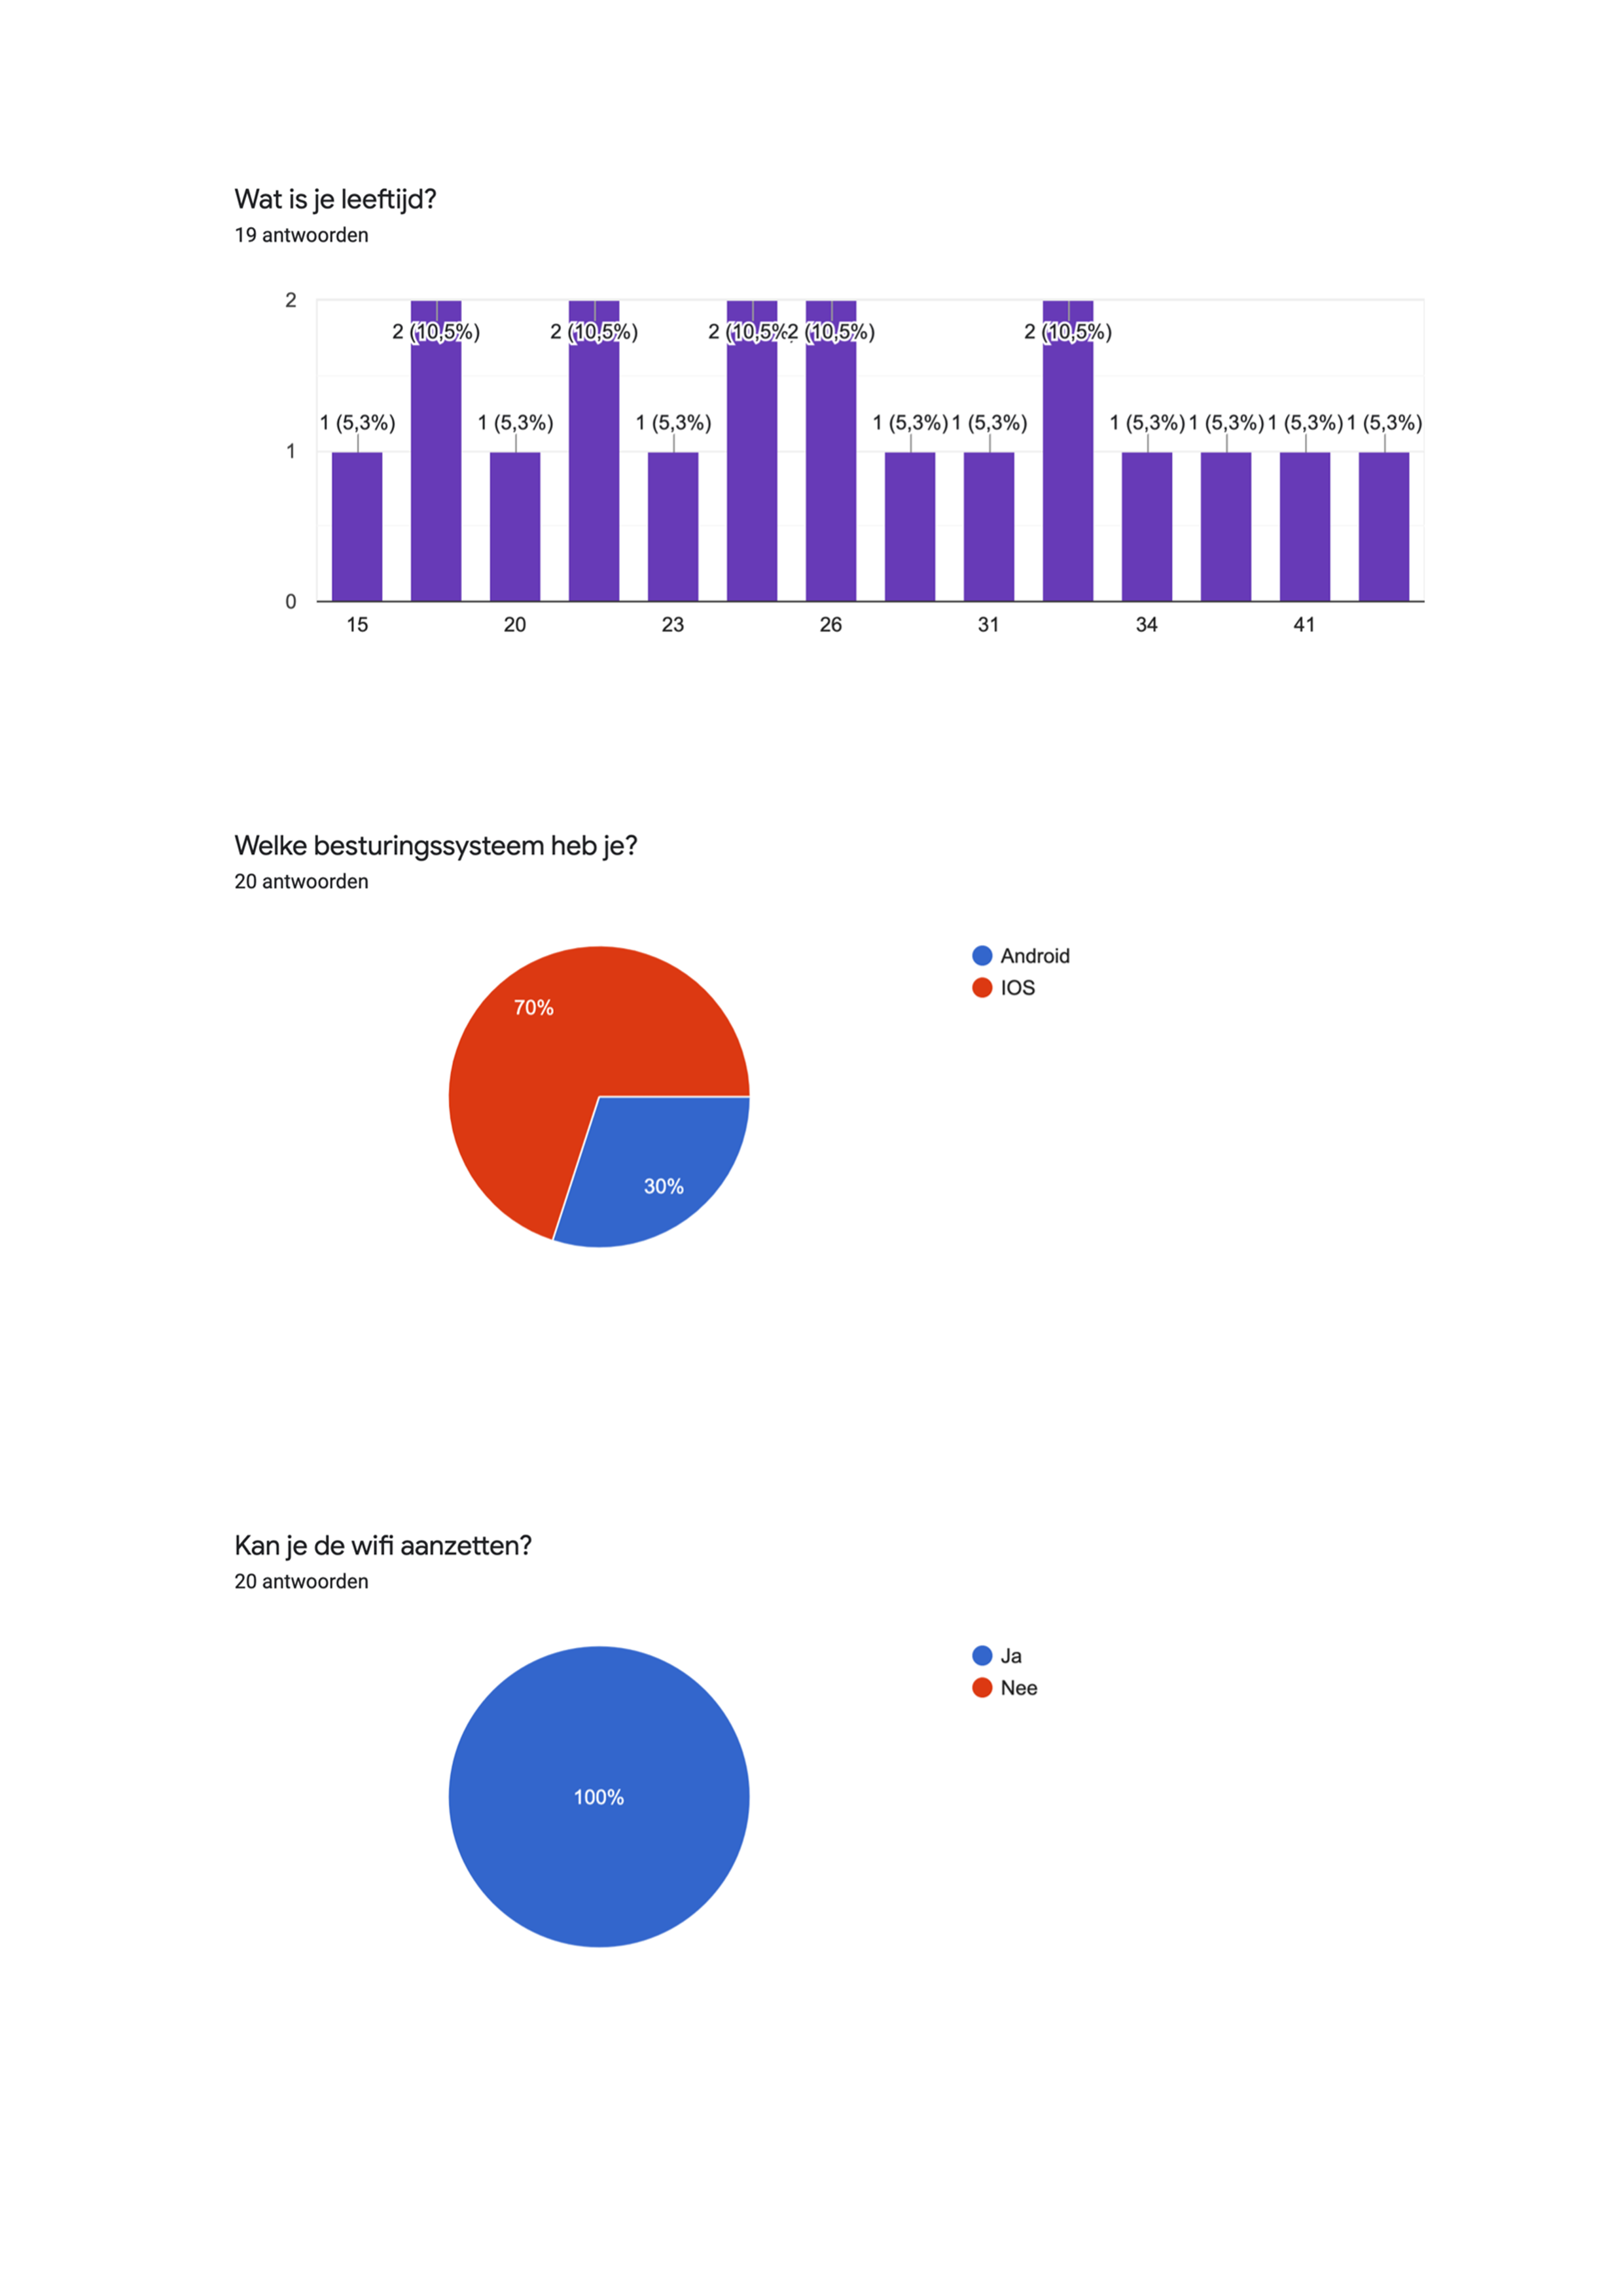 Wat is je leeftijd?
19 antwoorden
2
2 (10,5%) 2 (10,5%) 2 (10,5% 2 (10,5%) 2 (10,5%)
1 (5,3%) 1 (5,3%) 1 (5,3%) 1 (5,3%) 1 (5,3%) 1 (5,3%) 1 (5,3%) 1 (5,3%) 1 (5,3%)
1
0
15 20 23 26 31 34 41
Welke besturingssysteem heb je?
20 antwoorden
Android
IOS
70%
30%
Kan je de wifi aanzetten?
20 antwoorden
Ja
Nee
100%